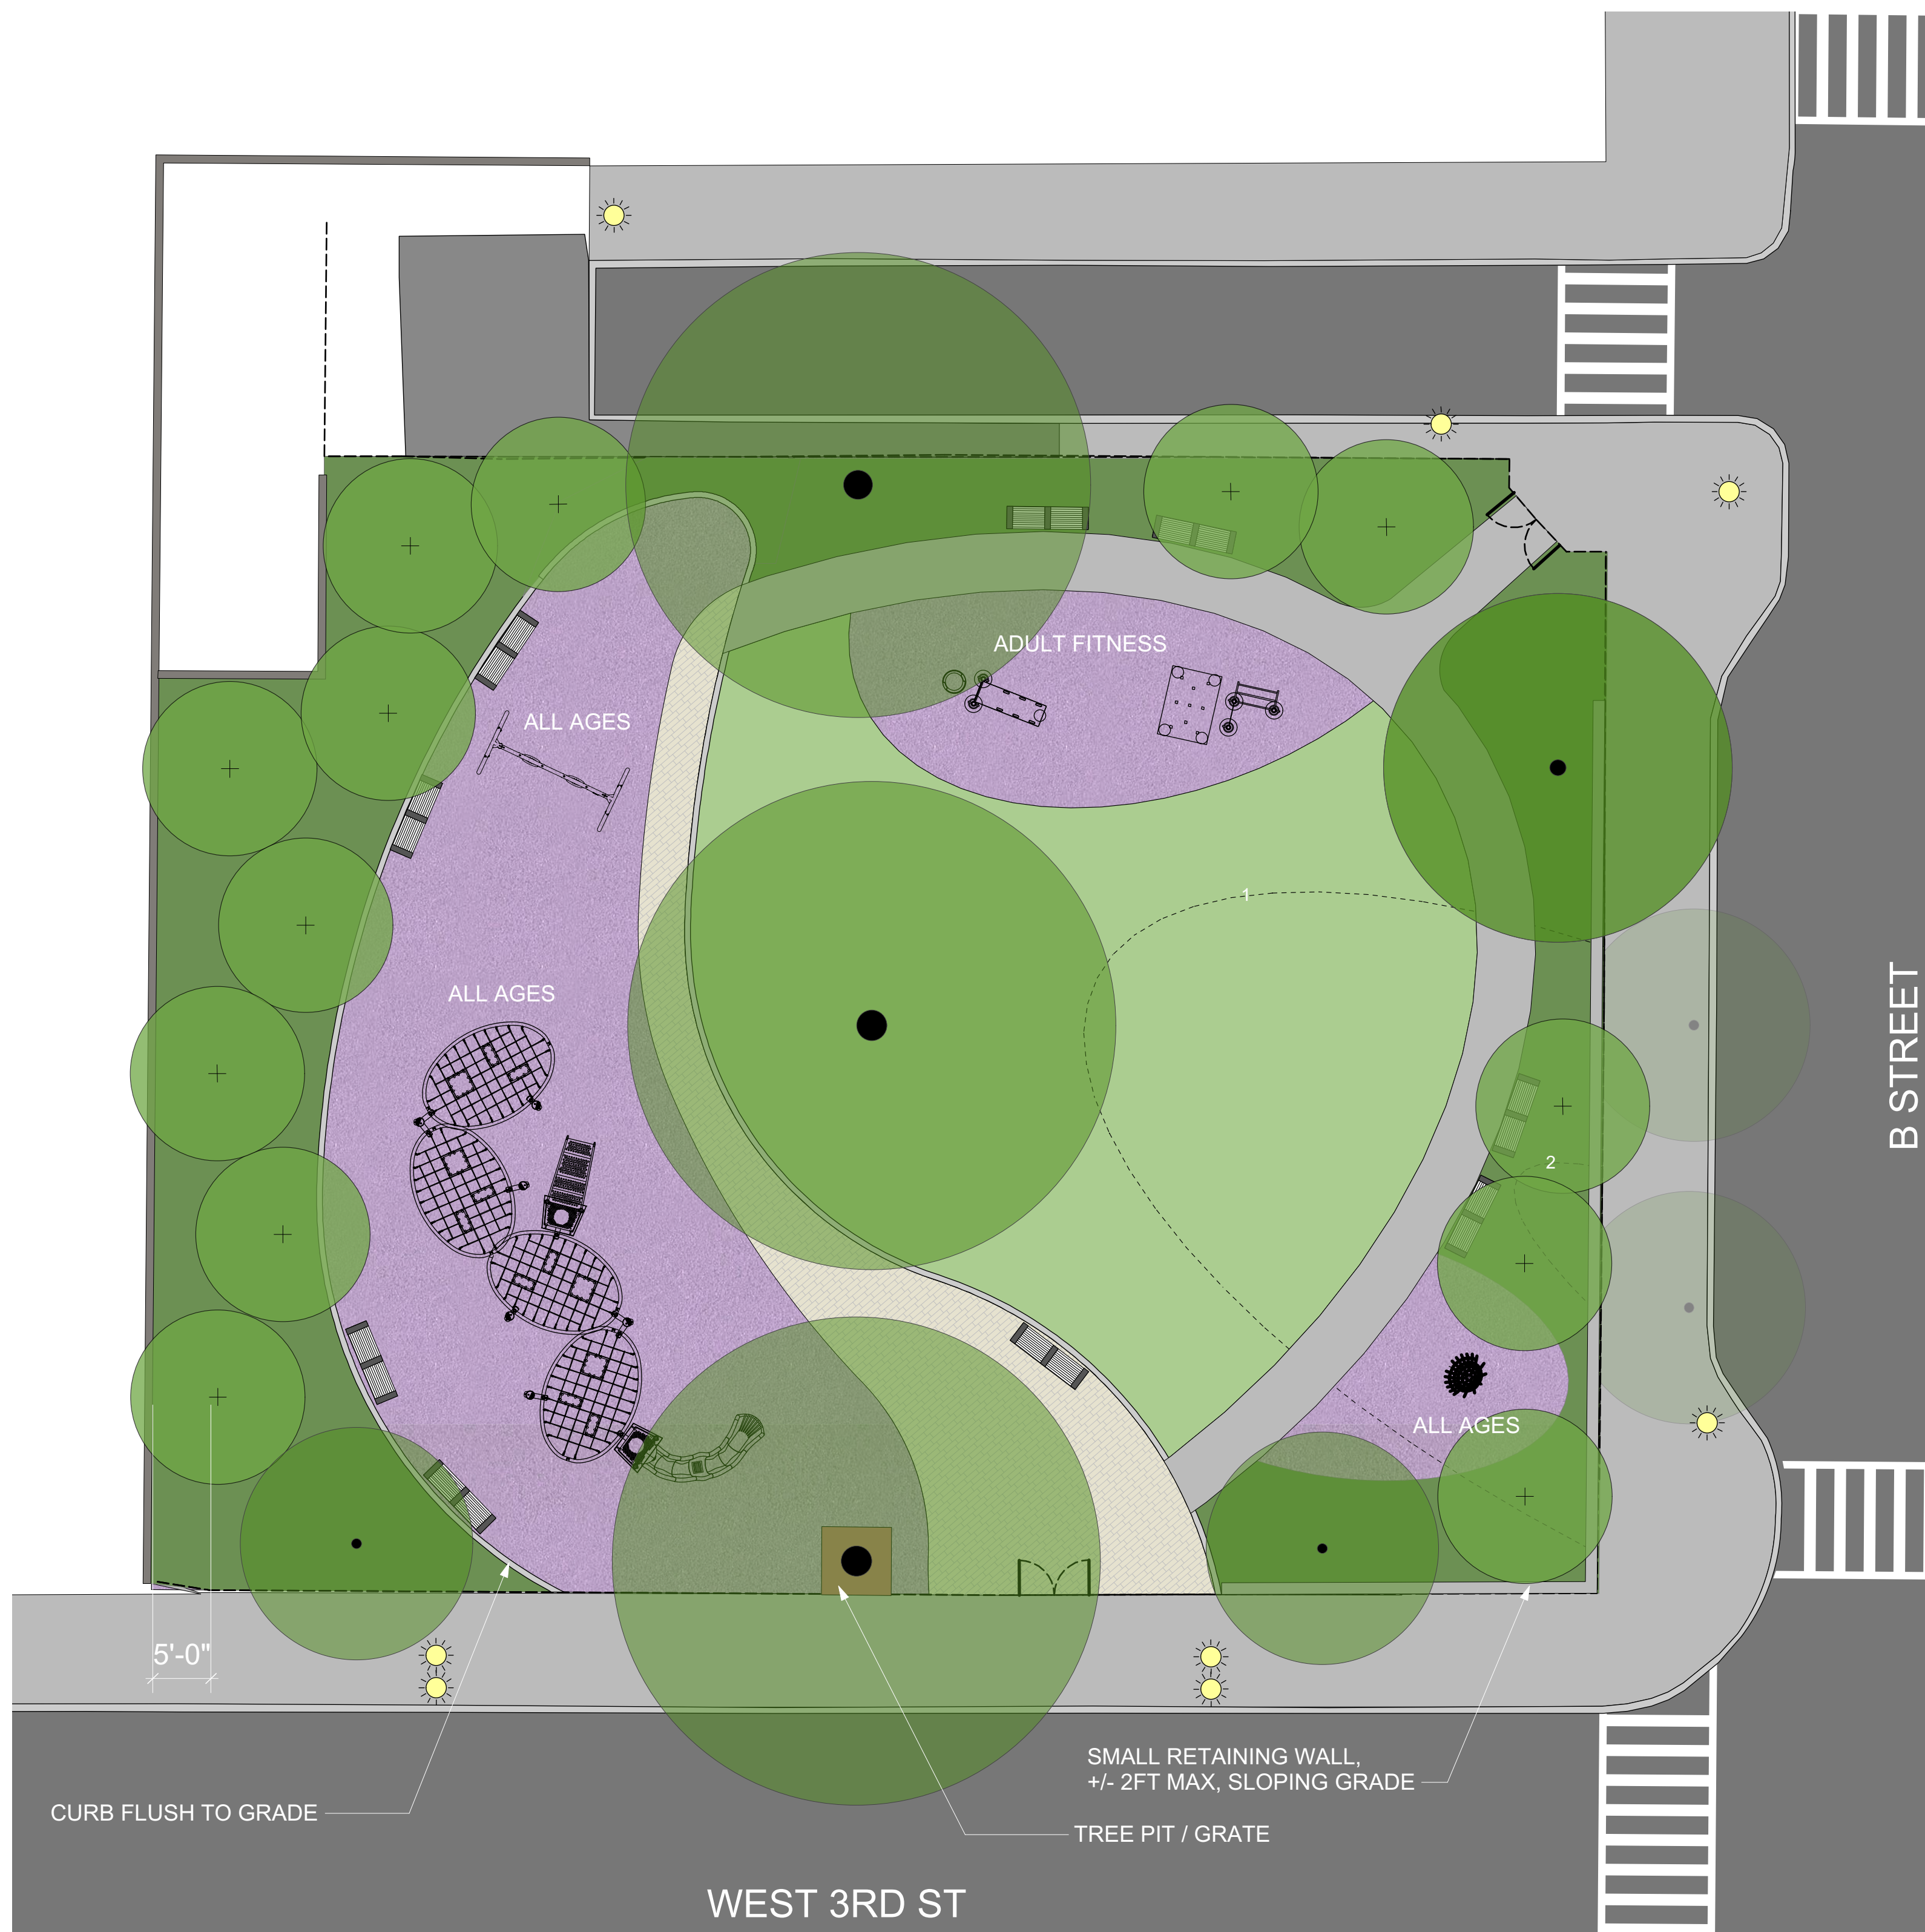 ADULT FITNESS
ALL AGES
1
ALL AGES
B STREET
2
ALL AGES
5'-0"
SMALL RETAINING WALL,
+/- 2FT MAX, SLOPING GRADE
CURB FLUSH TO GRADE
TREE PIT / GRATE
WEST 3RD ST